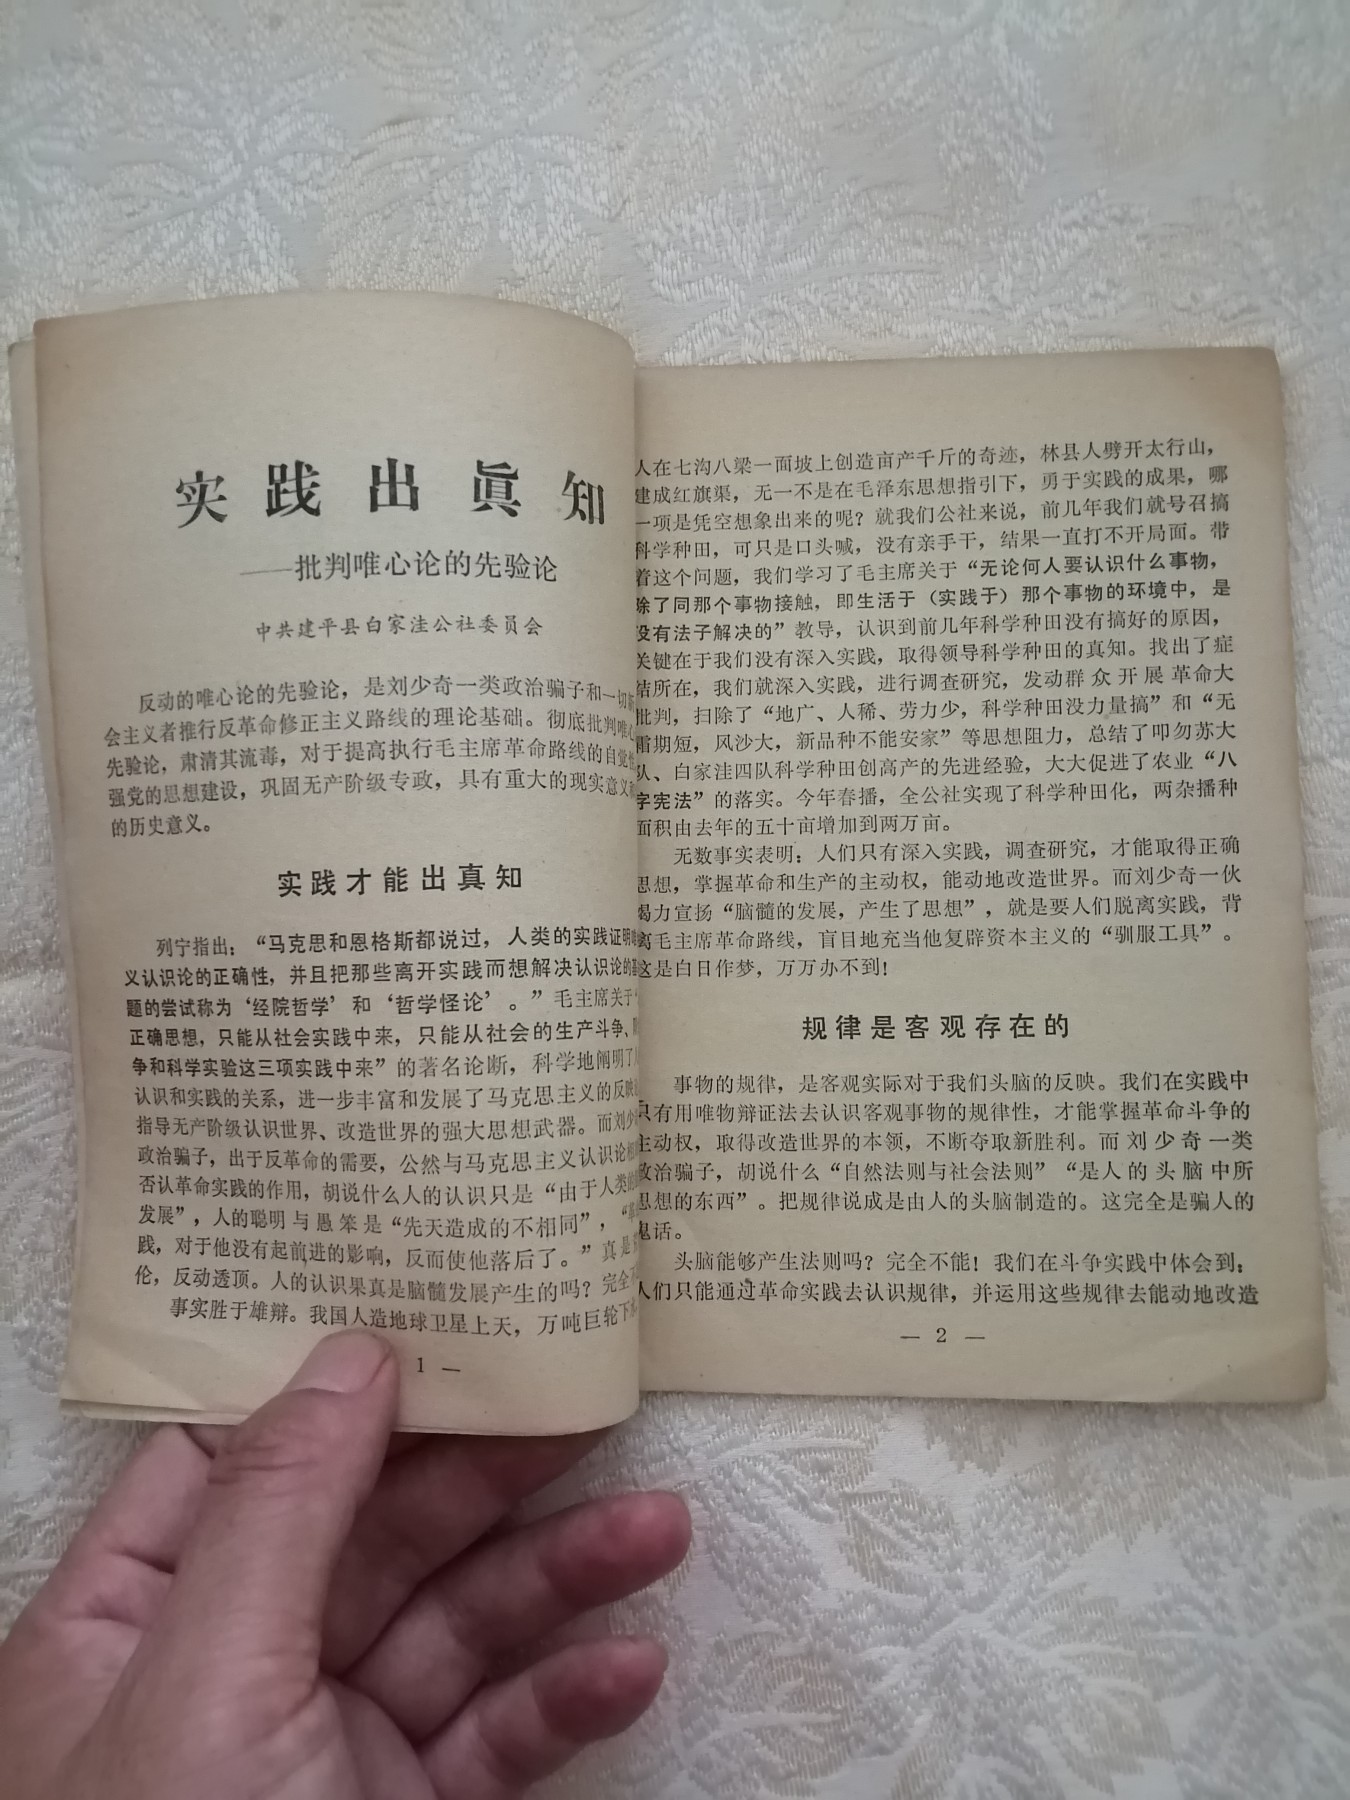 实践出眞知
——批判唯心论的先验论
中共建平县白家洼公社委员会
反动的唯心论的先验论，是刘少奇一类政治骗子和一切
会主义者推行反革命修正主义路线的理论基础。彻底批判唯心
先验论，肃清其流毒，对于提高执行毛主席革命路线的自觉性
强党的思想建设，巩固无产阶级专政，具有重大的现实意义
的历史意义。
实践才能出真知
列宁指出：“马克思和恩格斯都说过，人类的实践证明
义认识论的正确性，并且把那些离开实践而想解决认识论的基
题的尝试称为‘经院哲学’和‘哲学怪论’。”毛主席关于“
正确思想，只能从社会实践中来，只能从社会的生产斗争、
争和科学实验这三项实践中来”的著名论断，科学地阐明了
认识和实践的关系，进一步丰富和发展了马克思主义的反映
指导无产阶级认识世界、改造世界的强大思想武器。而刘少
政治骗子，出于反革命的需要，公然与马克思主义认识论相
否认革命实践的作用，胡说什么人的认识只是“由于人类的
发展”，人的聪明与愚笨是“先天造成的不相同”，“
践，对于他没有起前进的影响，反而使他落后了。”真是
伦，反动透顶。人的认识果真是脑髓发展产生的吗？完全
事实胜于雄辩。我国人造地球卫星上天，万吨巨轮下
1 —
人在七沟八梁一面坡上创造亩产千斤的奇迹，林县人劈开太行山，
建成红旗渠，无一不是在毛泽东思想指引下，勇于实践的成果，哪
一项是凭空想象出来的呢？就我们公社来说，前几年我们就号召搞
科学种田，可只是口头喊，没有亲手干，结果一直打不开局面。带
着这个问题，我们学习了毛主席关于“无论何人要认识什么事物，
除了同那个事物接触，即生活于（实践于）那个事物的环境中，是
没有法子解决的”教导，认识到前几年科学种田没有搞好的原因，
关键在于我们没有深入实践，取得领导科学种田的真知。找出了症
结所在，我们就深入实践，进行调查研究，发动群众开展革命大
批判，扫除了“地广、人稀、劳力少，科学种田没力量搞”和“无
霜期短，风沙大，新品种不能安家”等思想阻力，总结了叩勿苏大
队、白家洼四队科学种田创高产的先进经验，大大促进了农业“八
字宪法”的落实。今年春播，全公社实现了科学种田化，两杂播种
面积由去年的五十亩增加到两万亩。
无数事实表明：人们只有深入实践，调查研究，才能取得正确
思想，掌握革命和生产的主动权，能动地改造世界。而刘少奇一伙
竭力宣扬“脑髓的发展，产生了思想”，就是要人们脱离实践，背
离毛主席革命路线，盲目地充当他复辟资本主义的“驯服工具”。
这是白日作梦，万万办不到！
规律是客观存在的
事物的规律，是客观实际对于我们头脑的反映。我们在实践中
只有用唯物辩证法去认识客观事物的规律性，才能掌握革命斗争的
主动权，取得改造世界的本领，不断夺取新胜利。而刘少奇一类
政治骗子，胡说什么“自然法则与社会法则”“是人的头脑中所
思想的东西”。把规律说成是由人的头脑制造的。这完全是骗人的
鬼话。
头脑能够产生法则吗？完全不能！我们在斗争实践中体会到：
人们只能通过革命实践去认识规律，并运用这些规律去能动地改造
— 2 —